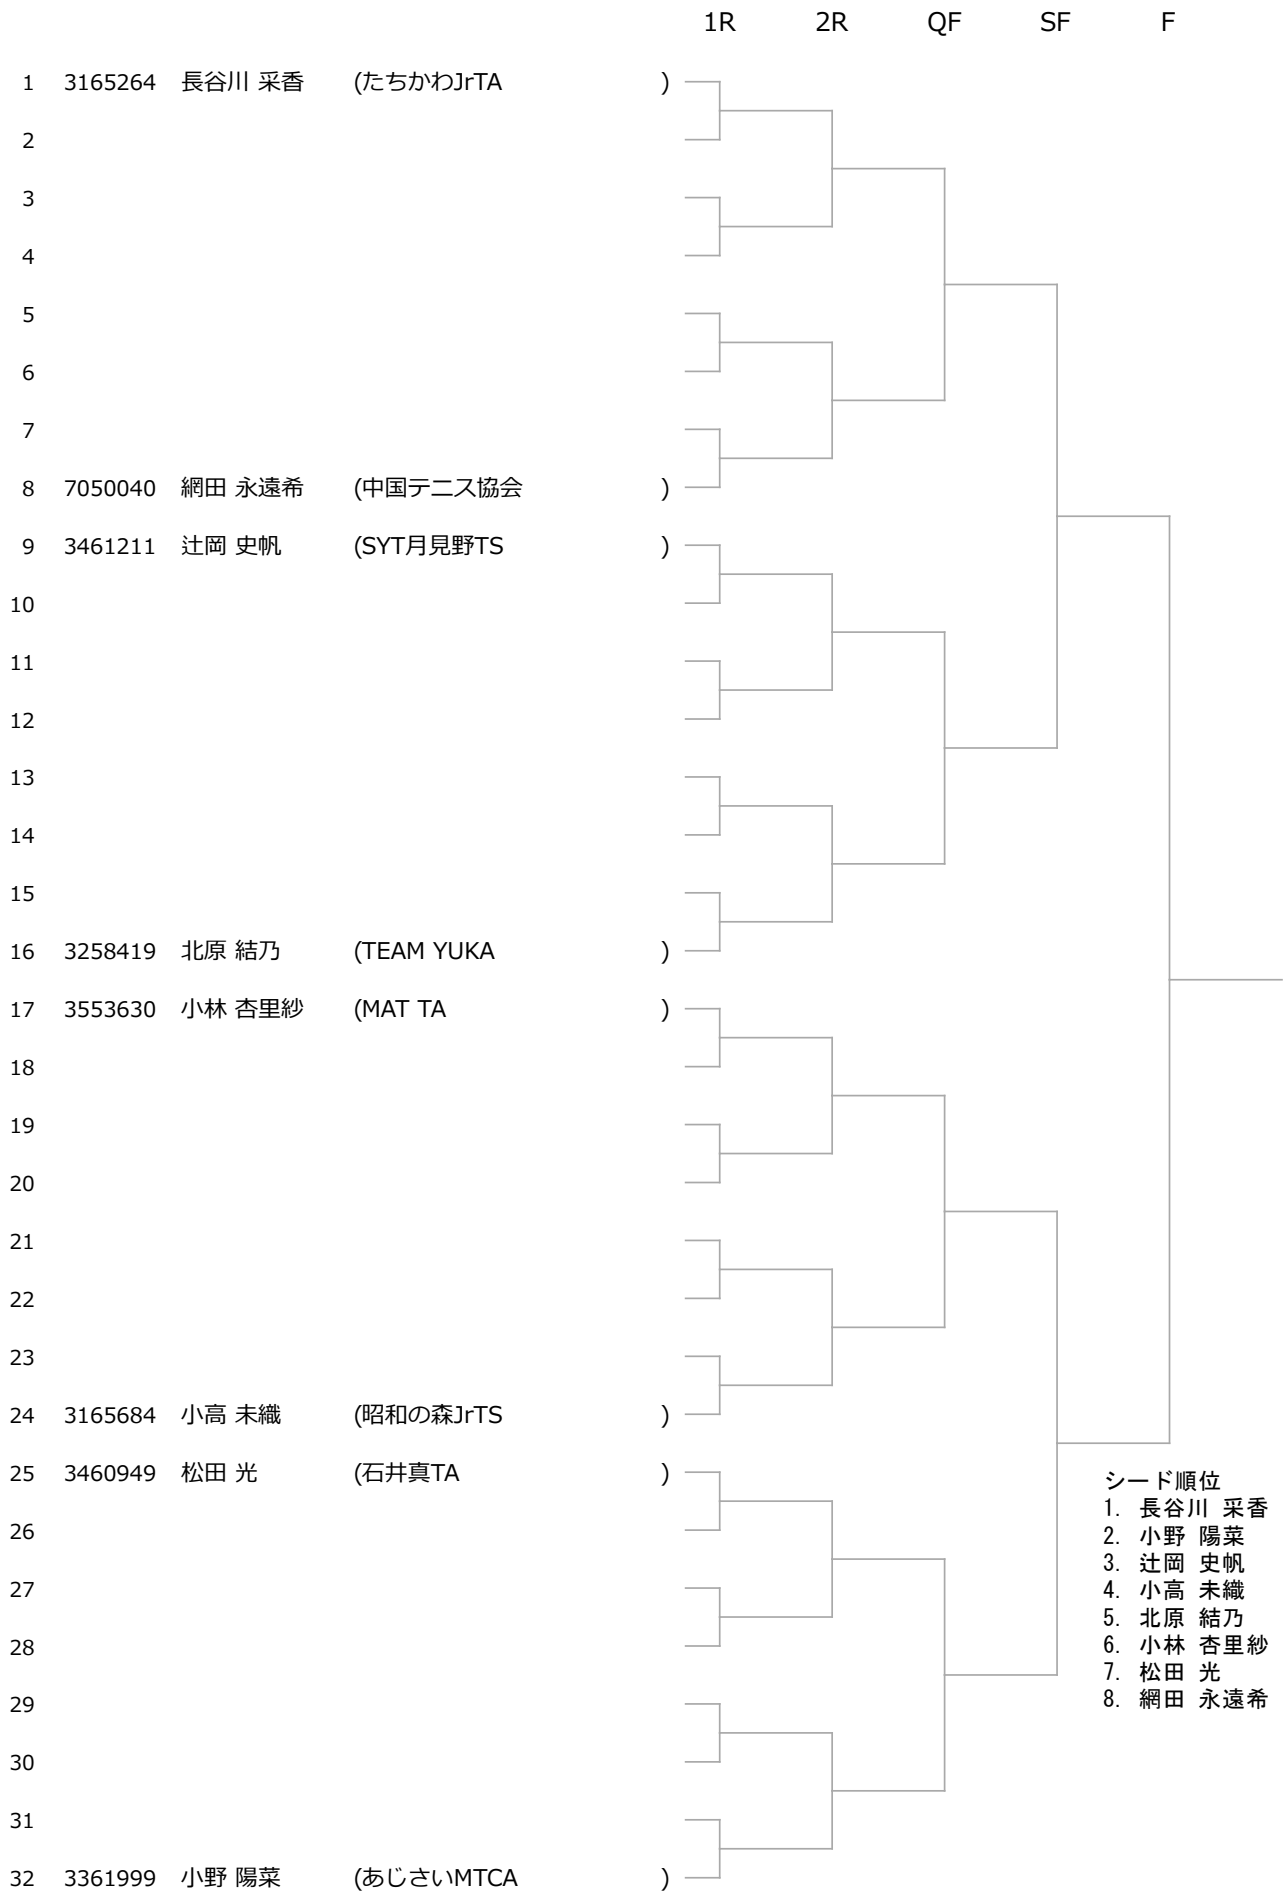 1R 2R QF SF F
1 3165264 長谷川 采香 (たちかわJrTA )
2
3
4
5
6
7
8 7050040 網田 永遠希 (中国テニス協会 )
9 3461211 辻岡 史帆 (SYT月見野TS )
10
11
12
13
14
15
16 3258419 北原 結乃 (TEAM YUKA )
17 3553630 小林 杏里紗 (MAT TA )
18
19
20
21
22
23
24 3165684 小高 未織 (昭和の森JrTS )
25 3460949 松田 光 (石井真TA )
26
27
28
29
30
31
32 3361999 小野 陽菜 (あじさいMTCA )
シード順位
1. 長谷川 采香
2. 小野 陽菜
3. 辻岡 史帆
4. 小高 未織
5. 北原 結乃
6. 小林 杏里紗
7. 松田 光
8. 網田 永遠希